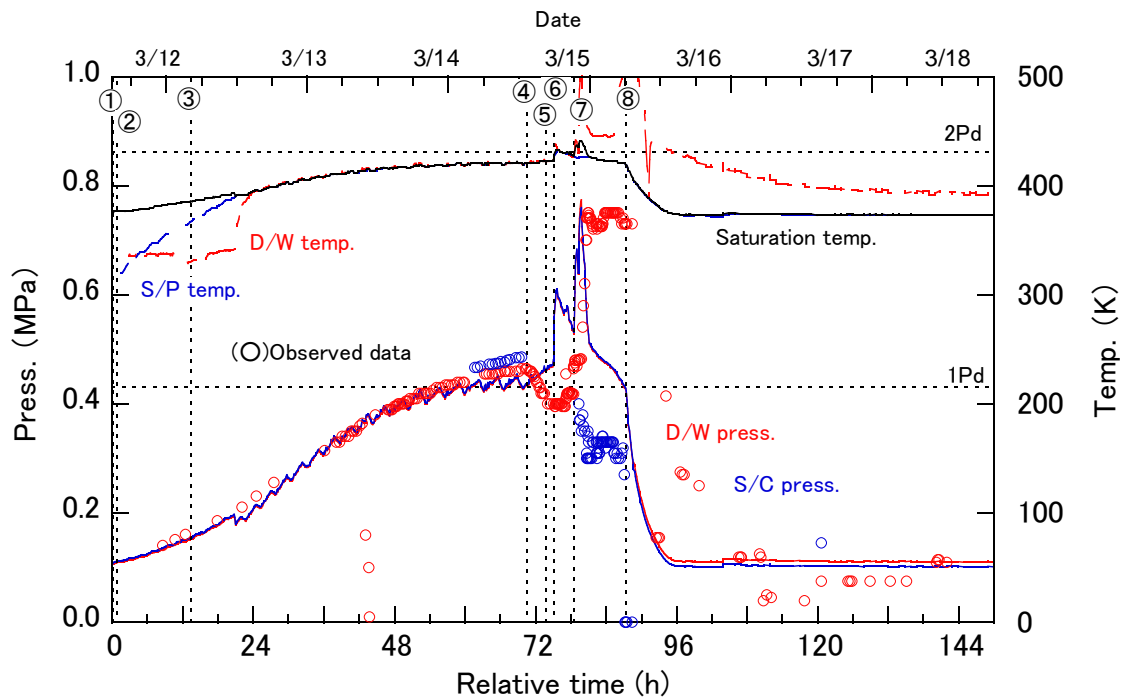 Date
3/12 3/13 3/14 3/15 3/16 3/17 3/18
1.0 500
① ③ ④ ⑥ ⑦ ⑧
② ⑤
2Pd
0.8 400
D/W temp. Saturation temp.
S/P temp.
0.6 300
(○)Observed data
1Pd
0.4 200
D/W press.
S/C press.
0.2 100
0.0 0
0 24 48 72 96 120 144
Relative time (h)
Press. (MPa)
Temp. (K)